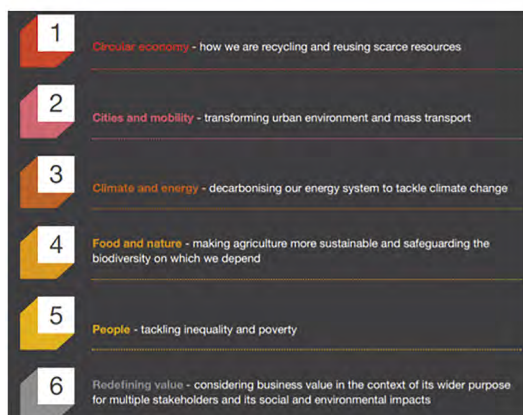 1
Circular economy - how we are recycling and reusing scarce resources
2
Cities and mobility - transforming urban environment and mass transport
3
Climate and energy - decarbonising our energy system to tackle climate change
4
Food and nature - making agriculture more sustainable and safeguarding the
biodiversity on which we depend
5
People - tackling inequality and poverty
6
Redefining value - considering business value in the context of its wider purpose
for multiple stakeholders and its social and environmental impacts